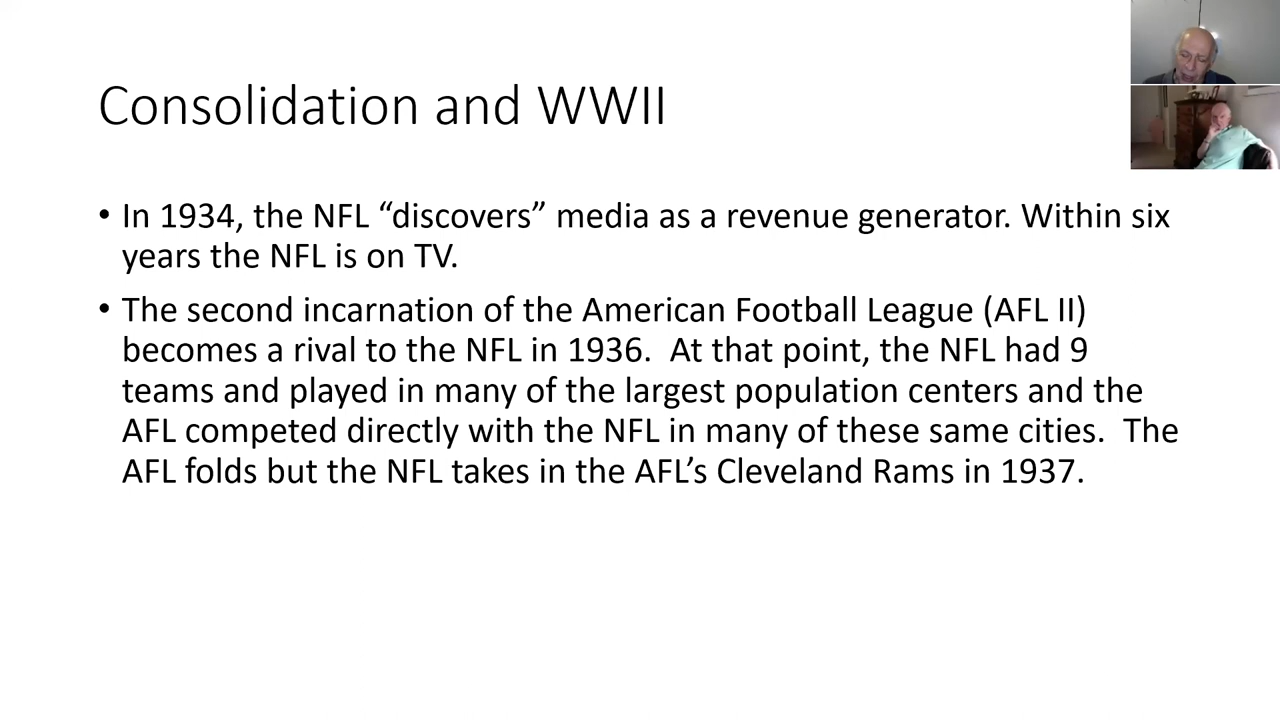 Consolidation and WWII
• In 1934, the NFL “discovers” media as a revenue generator. Within six
years the NFL is on TV.
• The second incarnation of the American Football League (AFL II)
becomes a rival to the NFL in 1936.  At that point, the NFL had 9
teams and played in many of the largest population centers and the
AFL competed directly with the NFL in many of these same cities.  The
AFL folds but the NFL takes in the AFL’s Cleveland Rams in 1937.